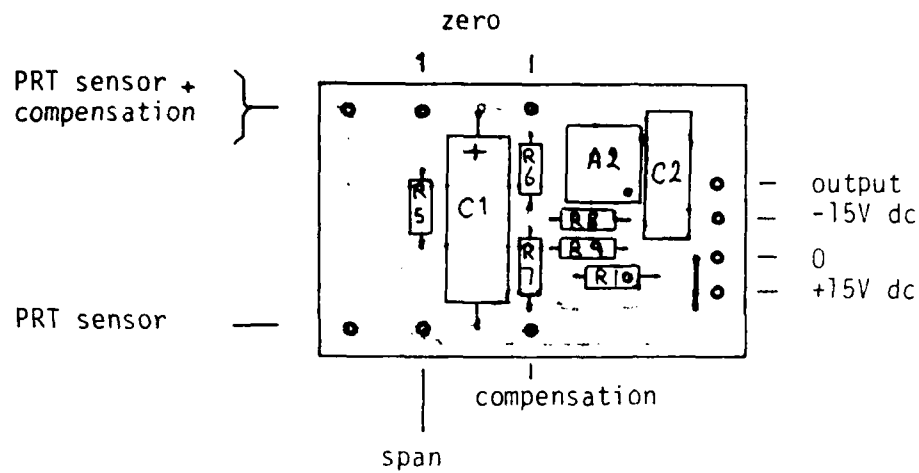 zero
PRT sensor +
compensation
+
A2
C2
R6
R5
C1
output
R8
-15V dc
R9
R7
0
R10
+15V dc
PRT sensor
compensation
span